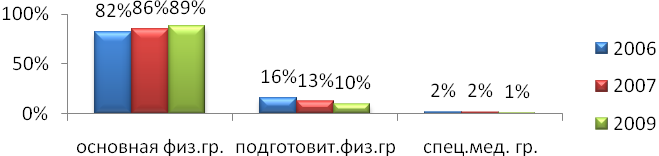 100%
50%
0%
82% 86% 89%
16% 13% 10%
2% 2% 1%
основная физ.гр. подготовит.физ.гр спец.мед. гр.
2006
2007
2009